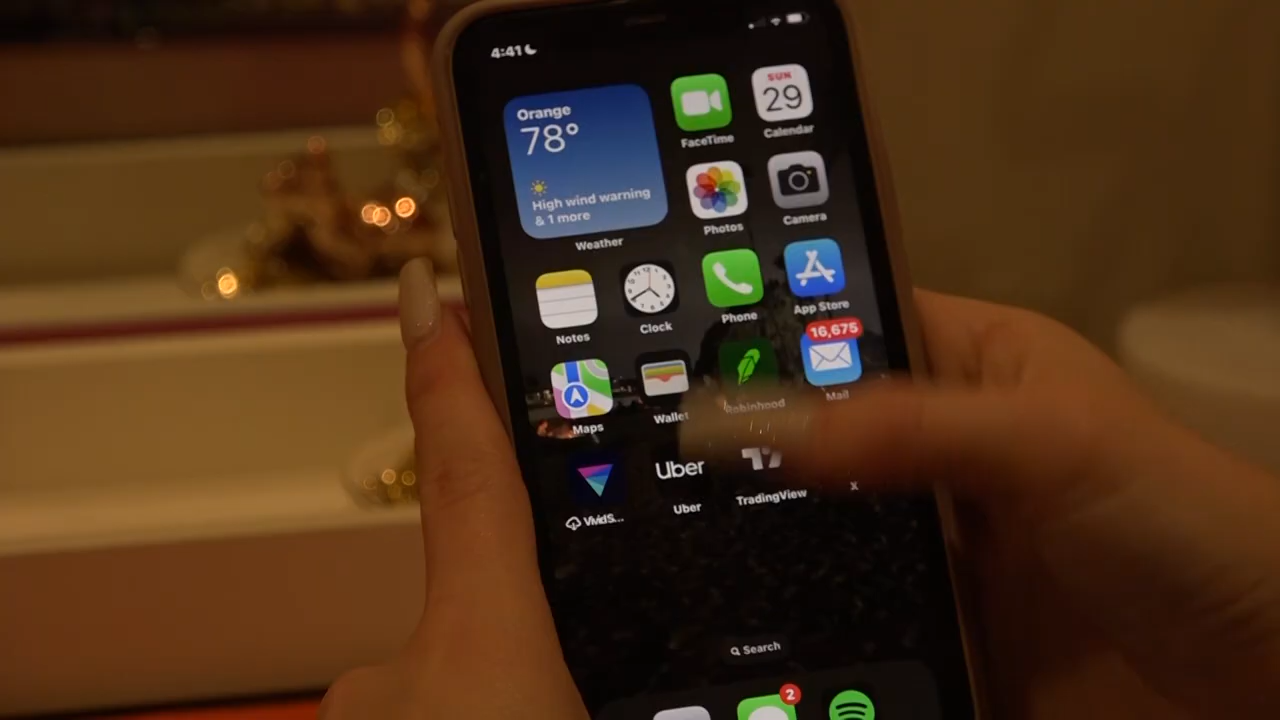 4:41
Orange
78°
High wind warning
& 1 more
Weather
FaceTime
SUN
29
Calendar
Photos
Camera
Notes
Clock
Phone
App Store
16,675
Maps
Wallet
Robinhood
Mail
VividS...
Uber
Uber
TradingView
X
Search
2